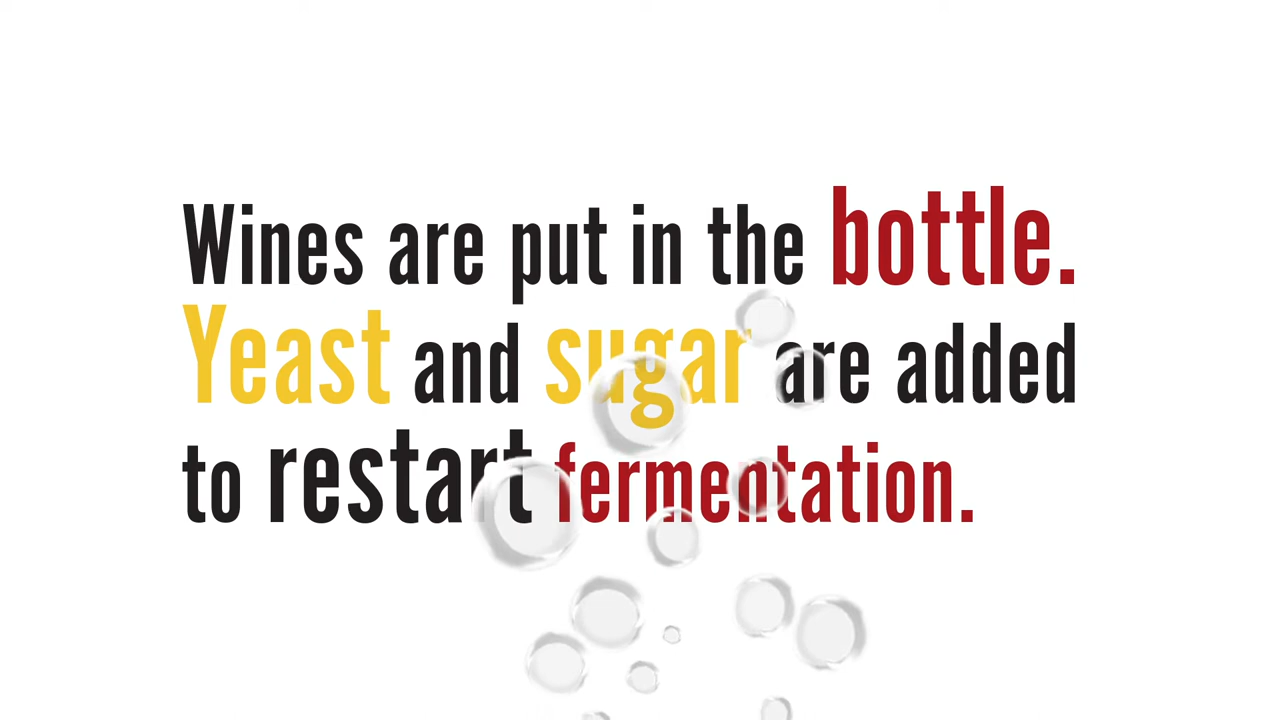 Wines are put in the bottle.
Yeast and sugar are added
to restart fermentation.